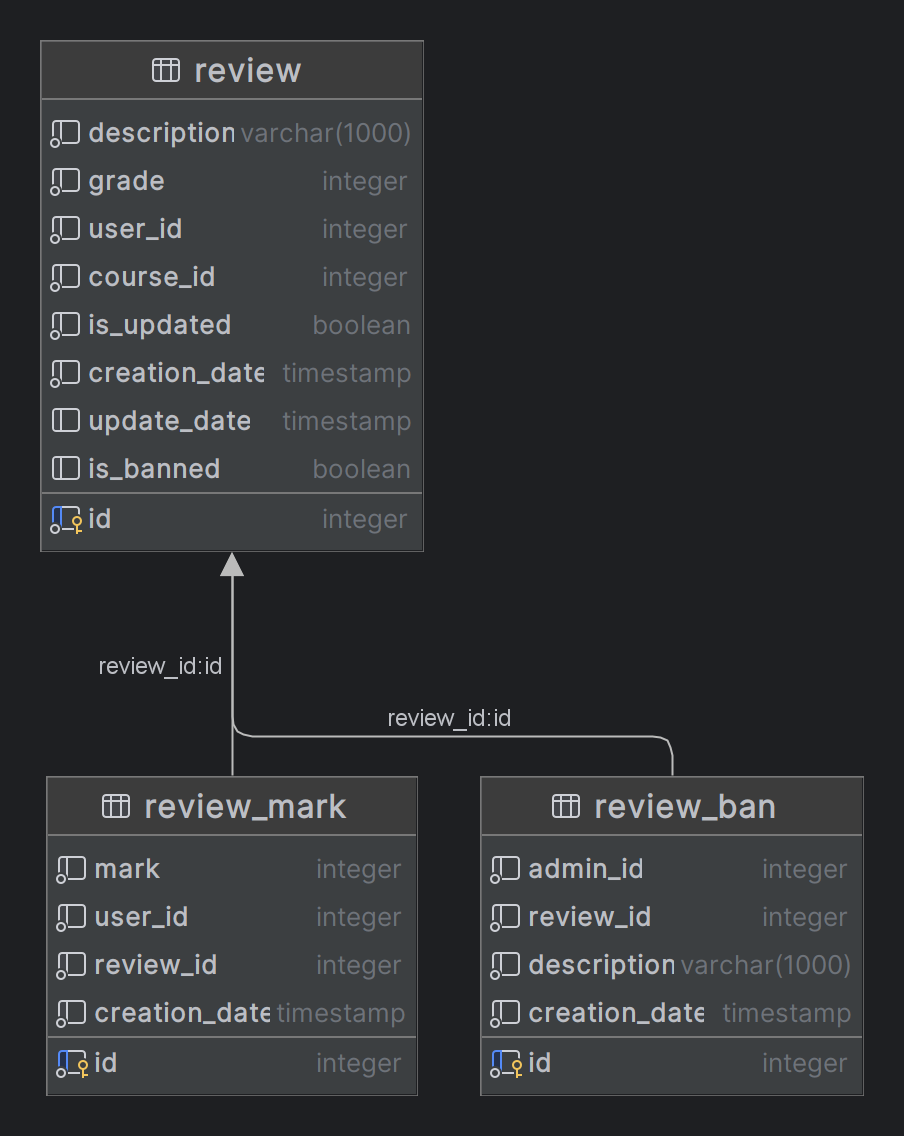 review
description varchar(1000)
grade integer
user_id integer
course_id integer
is_updated boolean
creation_date timestamp
update_date timestamp
is_banned boolean
id integer
review_id:id
review_id:id
review_mark
mark integer
user_id integer
review_id integer
creation_date timestamp
id integer
review_ban
admin_id integer
review_id integer
description varchar(1000)
creation_date timestamp
id integer